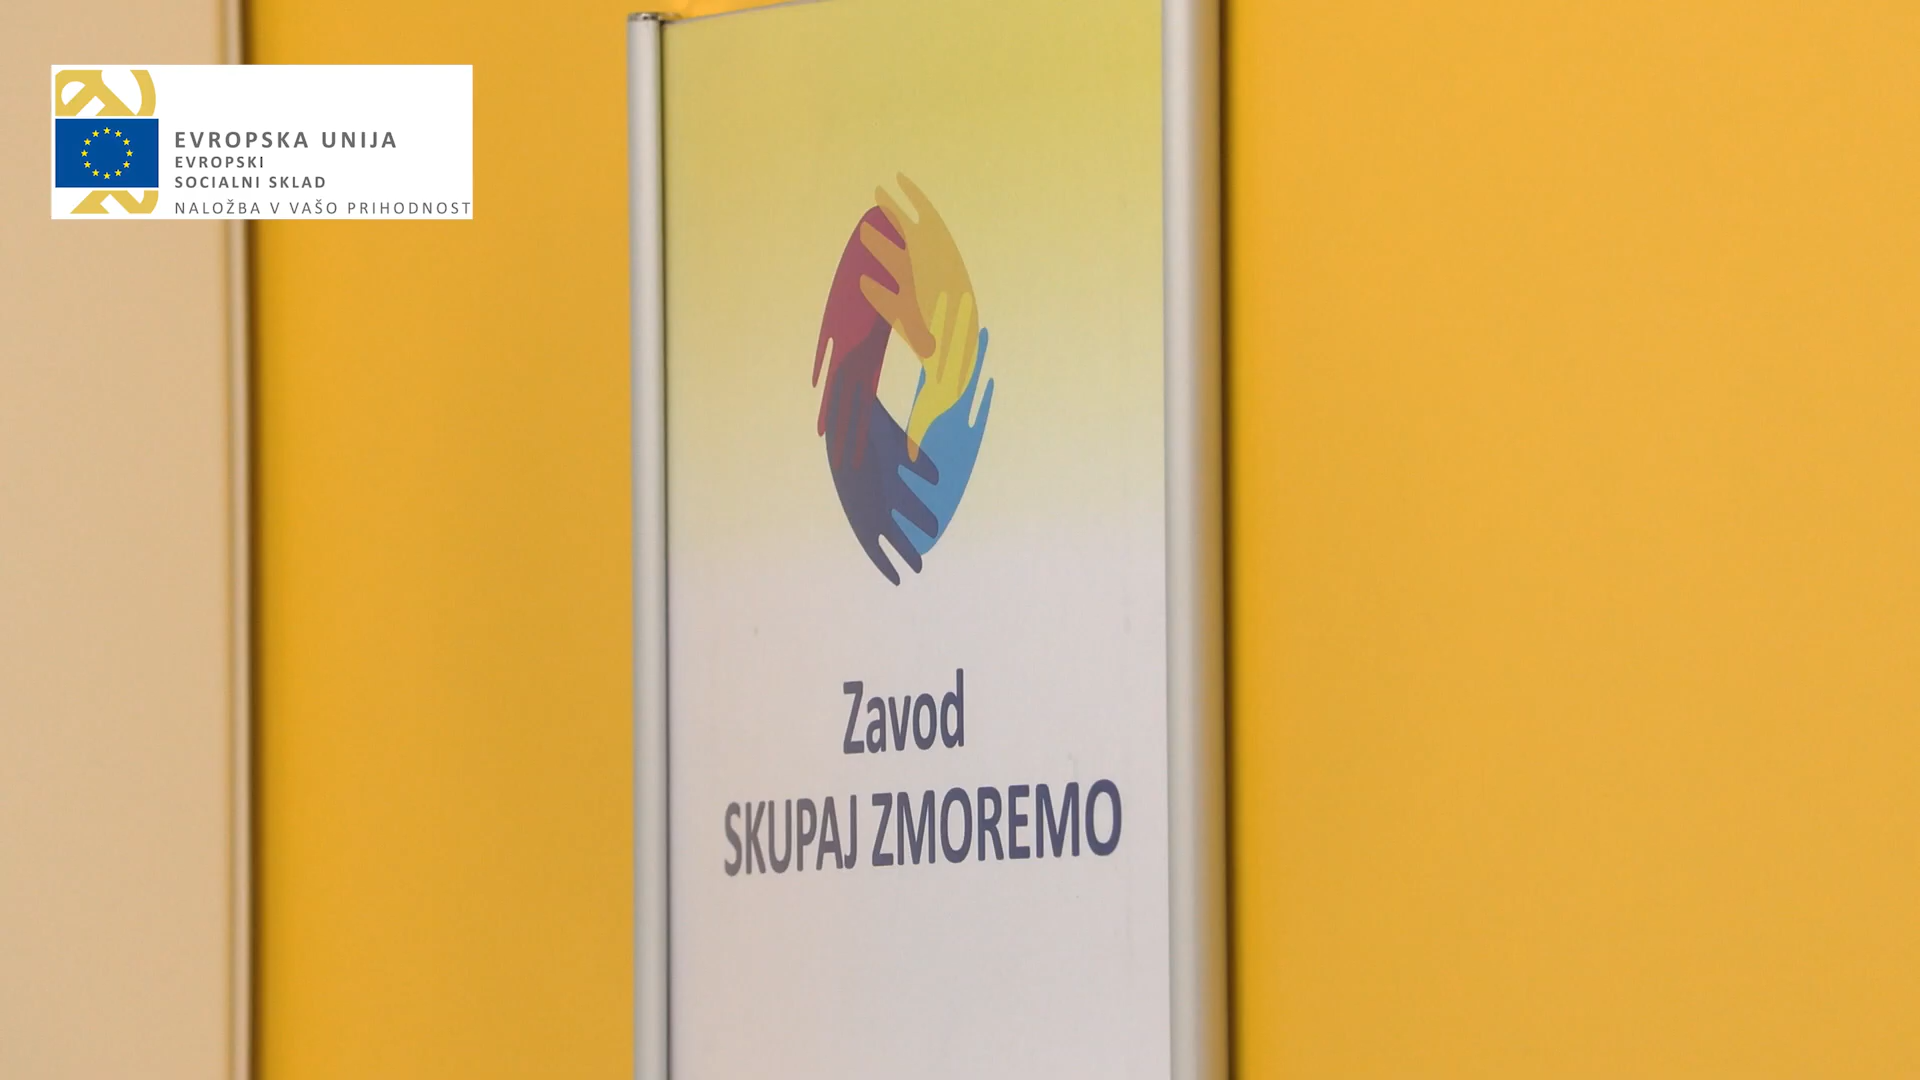 EVROPSKA UNIJA
EVROPSKI
SOCIALNI SKLAD
NALOŽBA V VAŠO PRIHODNOST
Zavod
SKUPAJ ZMOREMO